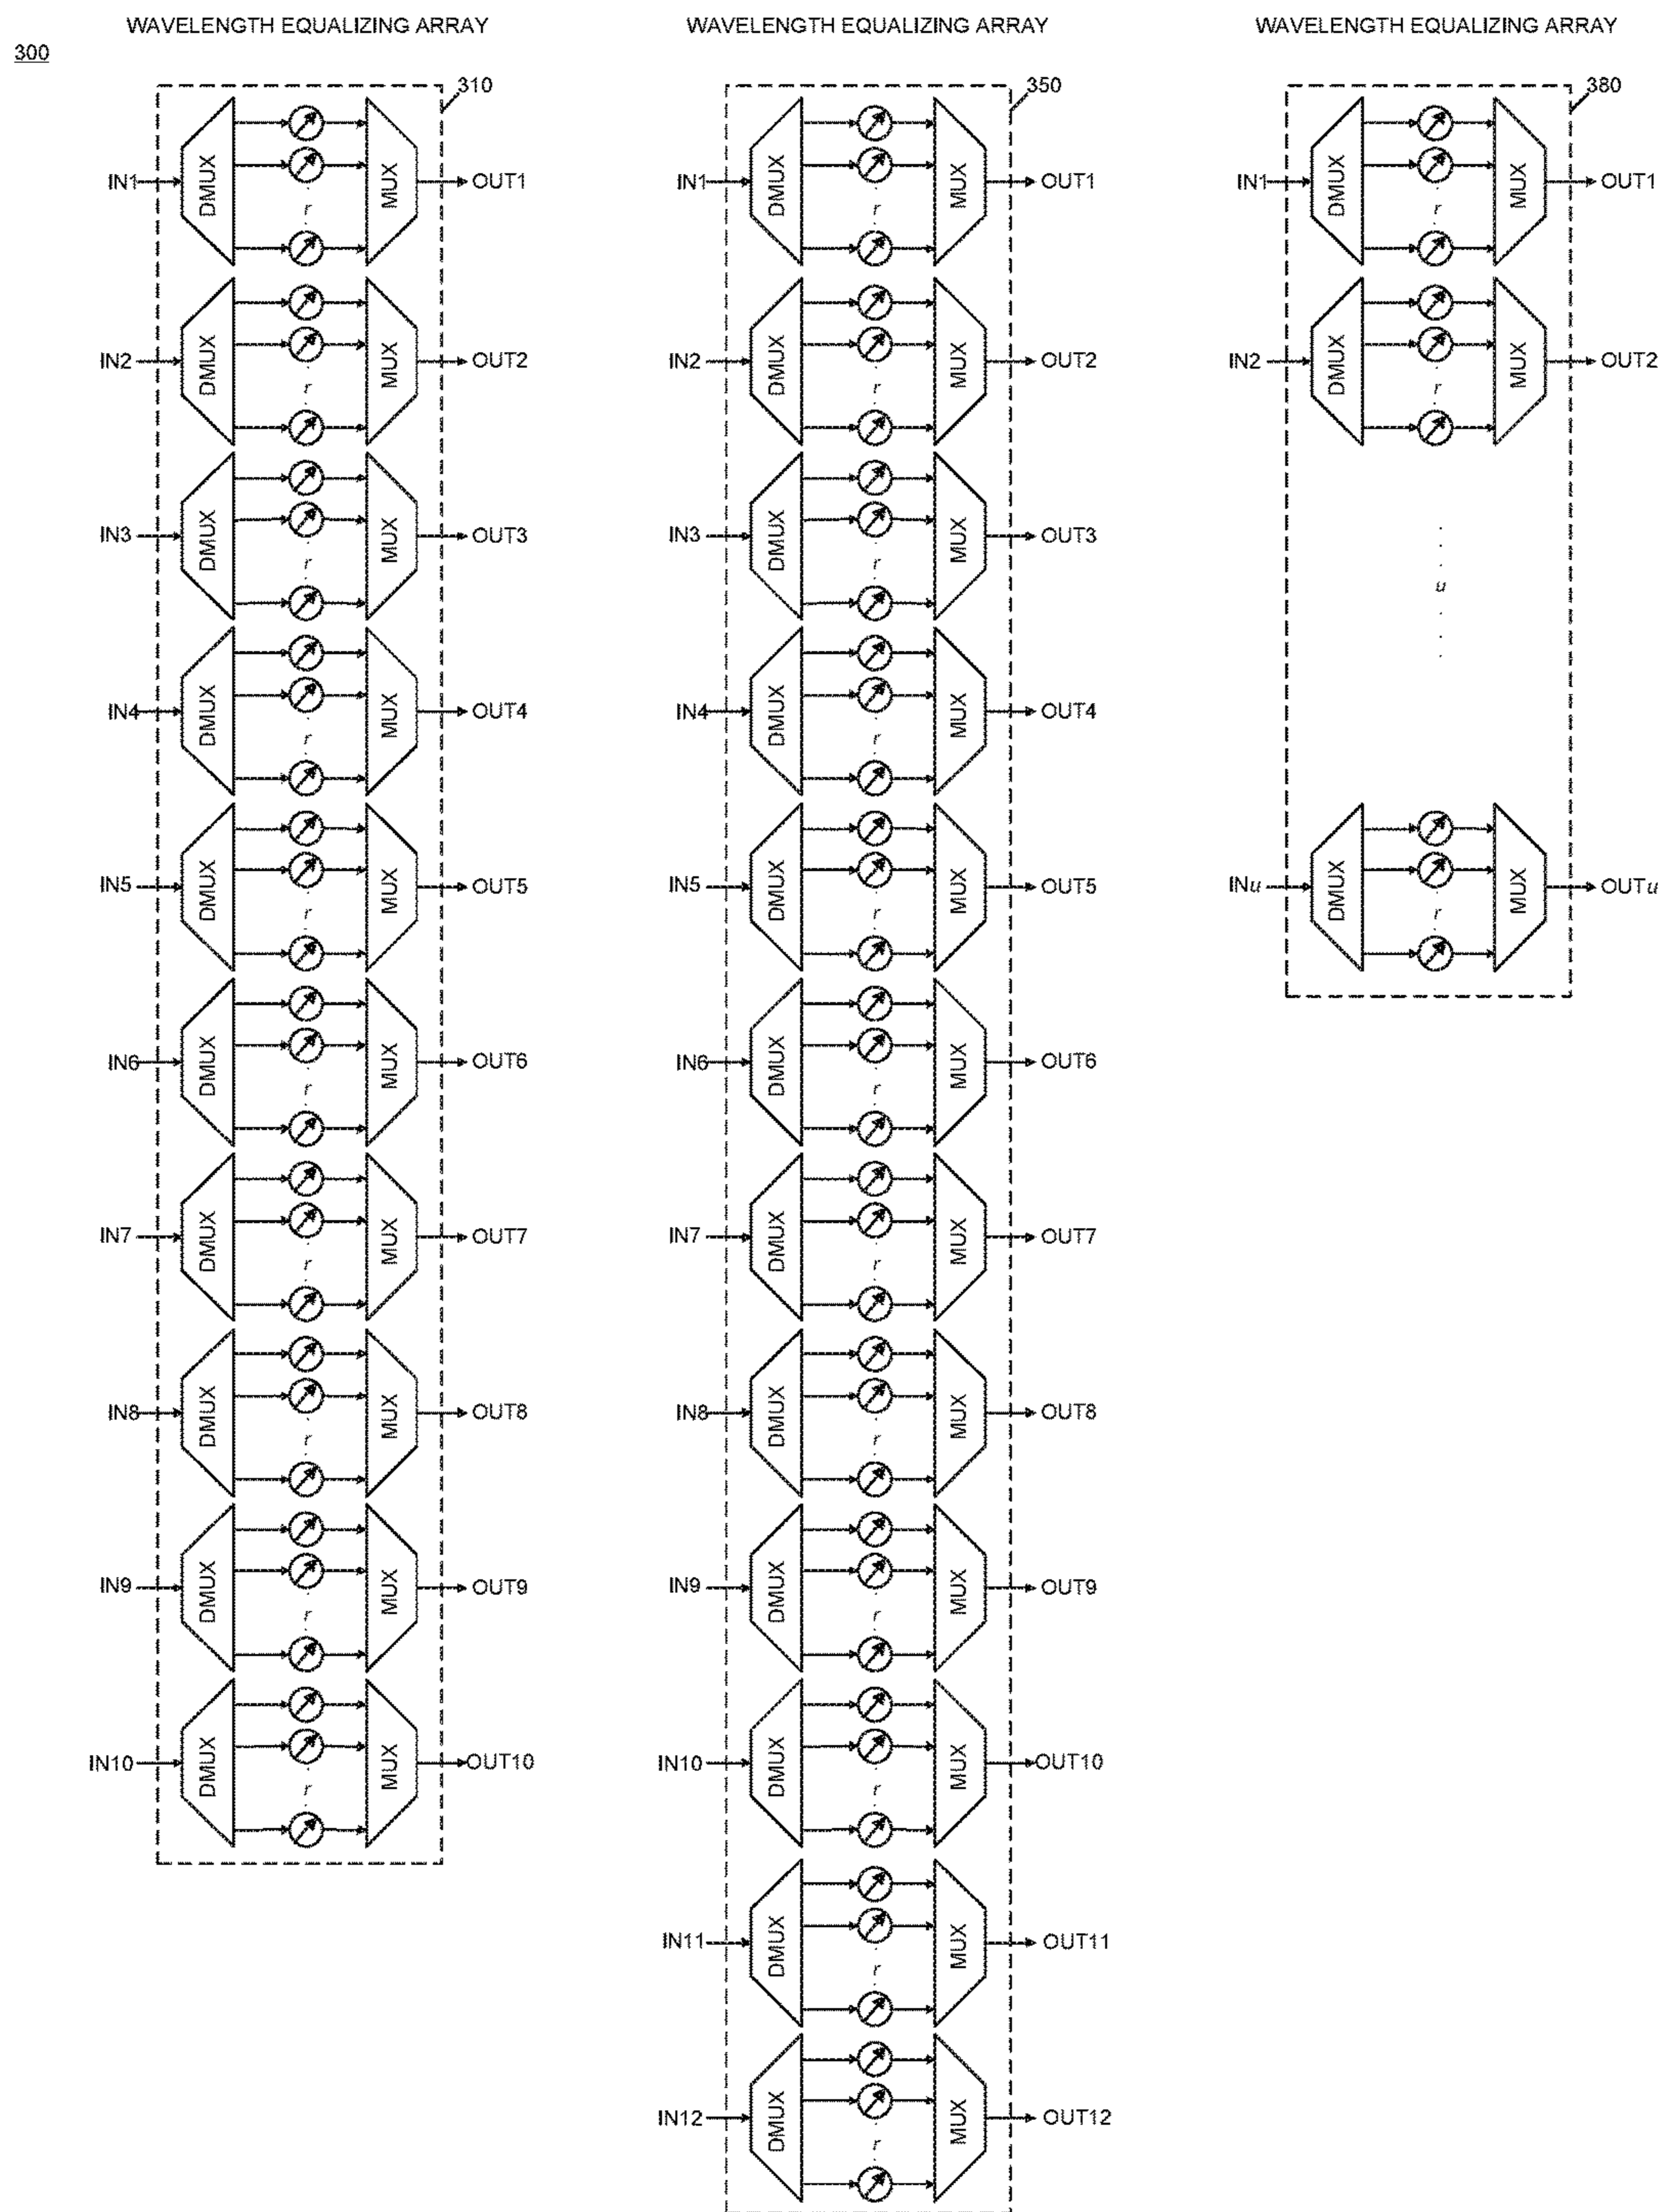 300
WAVELENGTH EQUALIZING ARRAY
310
IN1 DMUX r MUX OUT1
IN2 DMUX r MUX OUT2
IN3 DMUX r MUX OUT3
IN4 DMUX r MUX OUT4
IN5 DMUX r MUX OUT5
IN6 DMUX r MUX OUT6
IN7 DMUX r MUX OUT7
IN8 DMUX r MUX OUT8
IN9 DMUX r MUX OUT9
IN10 DMUX r MUX OUT10
WAVELENGTH EQUALIZING ARRAY
350
IN1 DMUX r MUX OUT1
IN2 DMUX r MUX OUT2
IN3 DMUX r MUX OUT3
IN4 DMUX r MUX OUT4
IN5 DMUX r MUX OUT5
IN6 DMUX r MUX OUT6
IN7 DMUX r MUX OUT7
IN8 DMUX r MUX OUT8
IN9 DMUX r MUX OUT9
IN10 DMUX r MUX OUT10
IN11 DMUX r MUX OUT11
IN12 DMUX r MUX OUT12
WAVELENGTH EQUALIZING ARRAY
380
IN1 DMUX r MUX OUT1
IN2 DMUX r MUX OUT2
u
INu DMUX r MUX OUTu